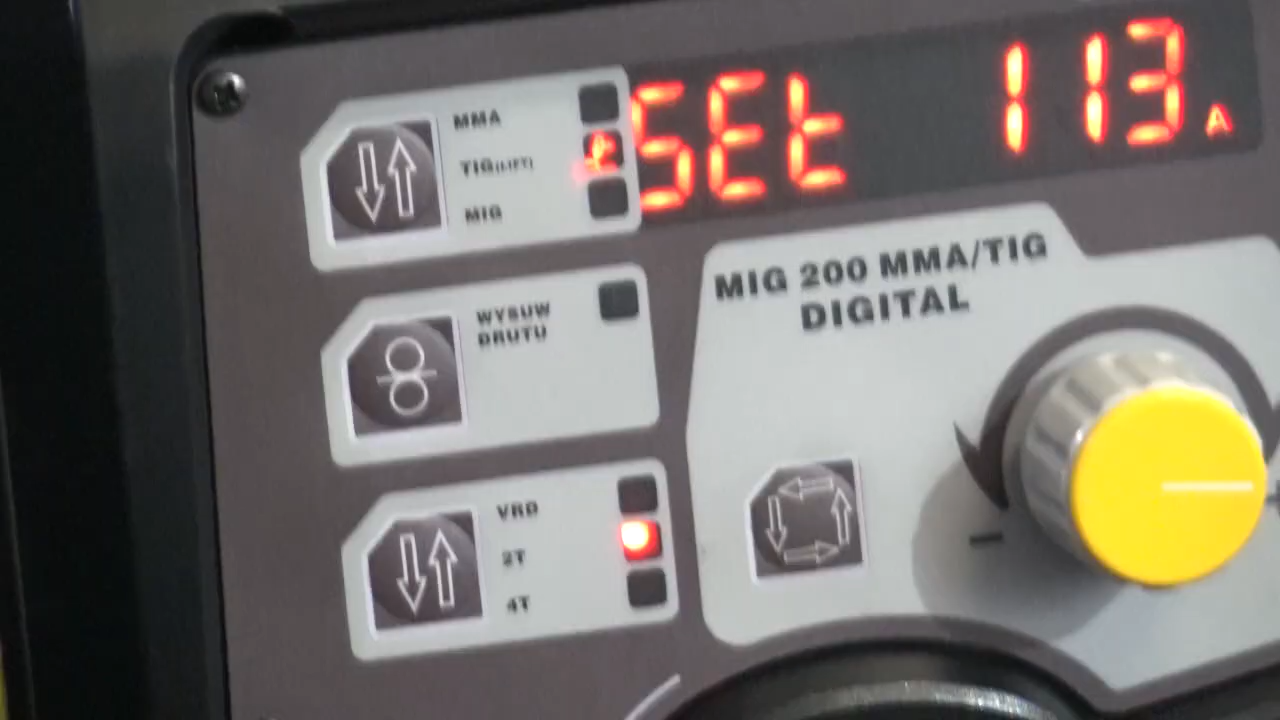 SEt 113 A
MMA
TIG(LIFT)
MIG
MIG 200 MMA/TIG
DIGITAL
WYSUW
DRUTU
VRD
2T
4T